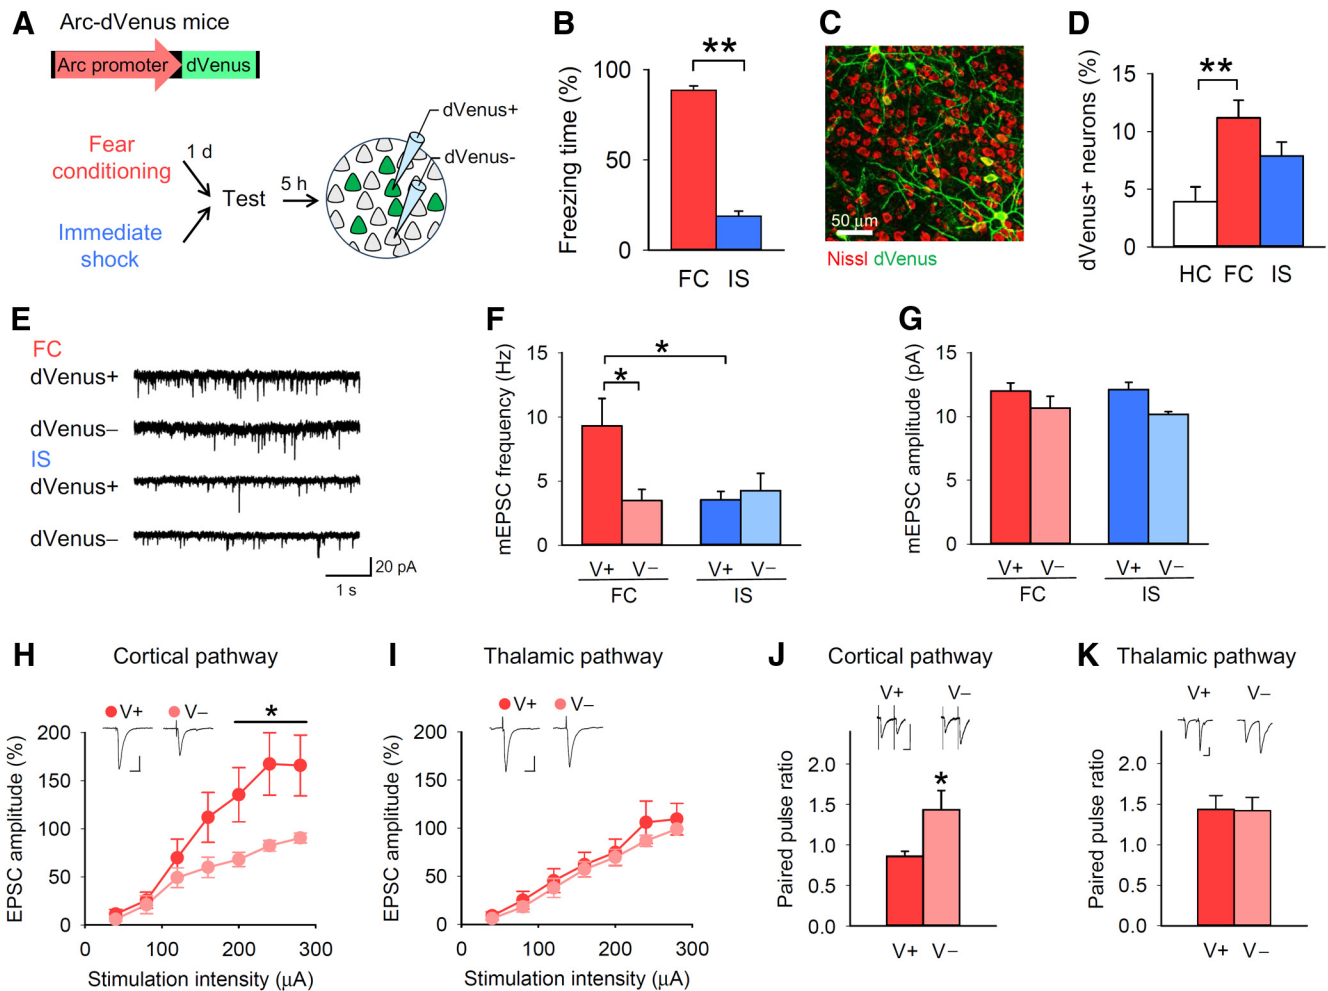 A
Arc-dVenus mice
Arc promoter dVenus
Fear
conditioning
1 d
Immediate
shock
Test
5 h
dVenus+
dVenus-
B
**
Freezing time (%)
100
50
0
FC IS
C
50 µm
Nissl dVenus
D
**
dVenus+ neurons (%)
15
10
5
0
HC FC IS
E
FC
dVenus+
dVenus–
IS
dVenus+
dVenus–
20 pA
1 s
F
*
*
mEPSC frequency (Hz)
15
10
5
0
V+ V– V+ V–
FC IS
G
mEPSC amplitude (pA)
15
10
5
0
V+ V– V+ V–
FC IS
H
Cortical pathway
V+ V–
*
EPSC amplitude (%)
200
150
100
50
0
0 100 200 300
Stimulation intensity (µA)
I
Thalamic pathway
V+ V–
EPSC amplitude (%)
200
150
100
50
0
0 100 200 300
Stimulation intensity (µA)
J
Cortical pathway
V+ V–
*
Paired pulse ratio
2.0
1.5
1.0
0.5
0.0
V+ V–
K
Thalamic pathway
V+ V–
Paired pulse ratio
2.0
1.5
1.0
0.5
0.0
V+ V–